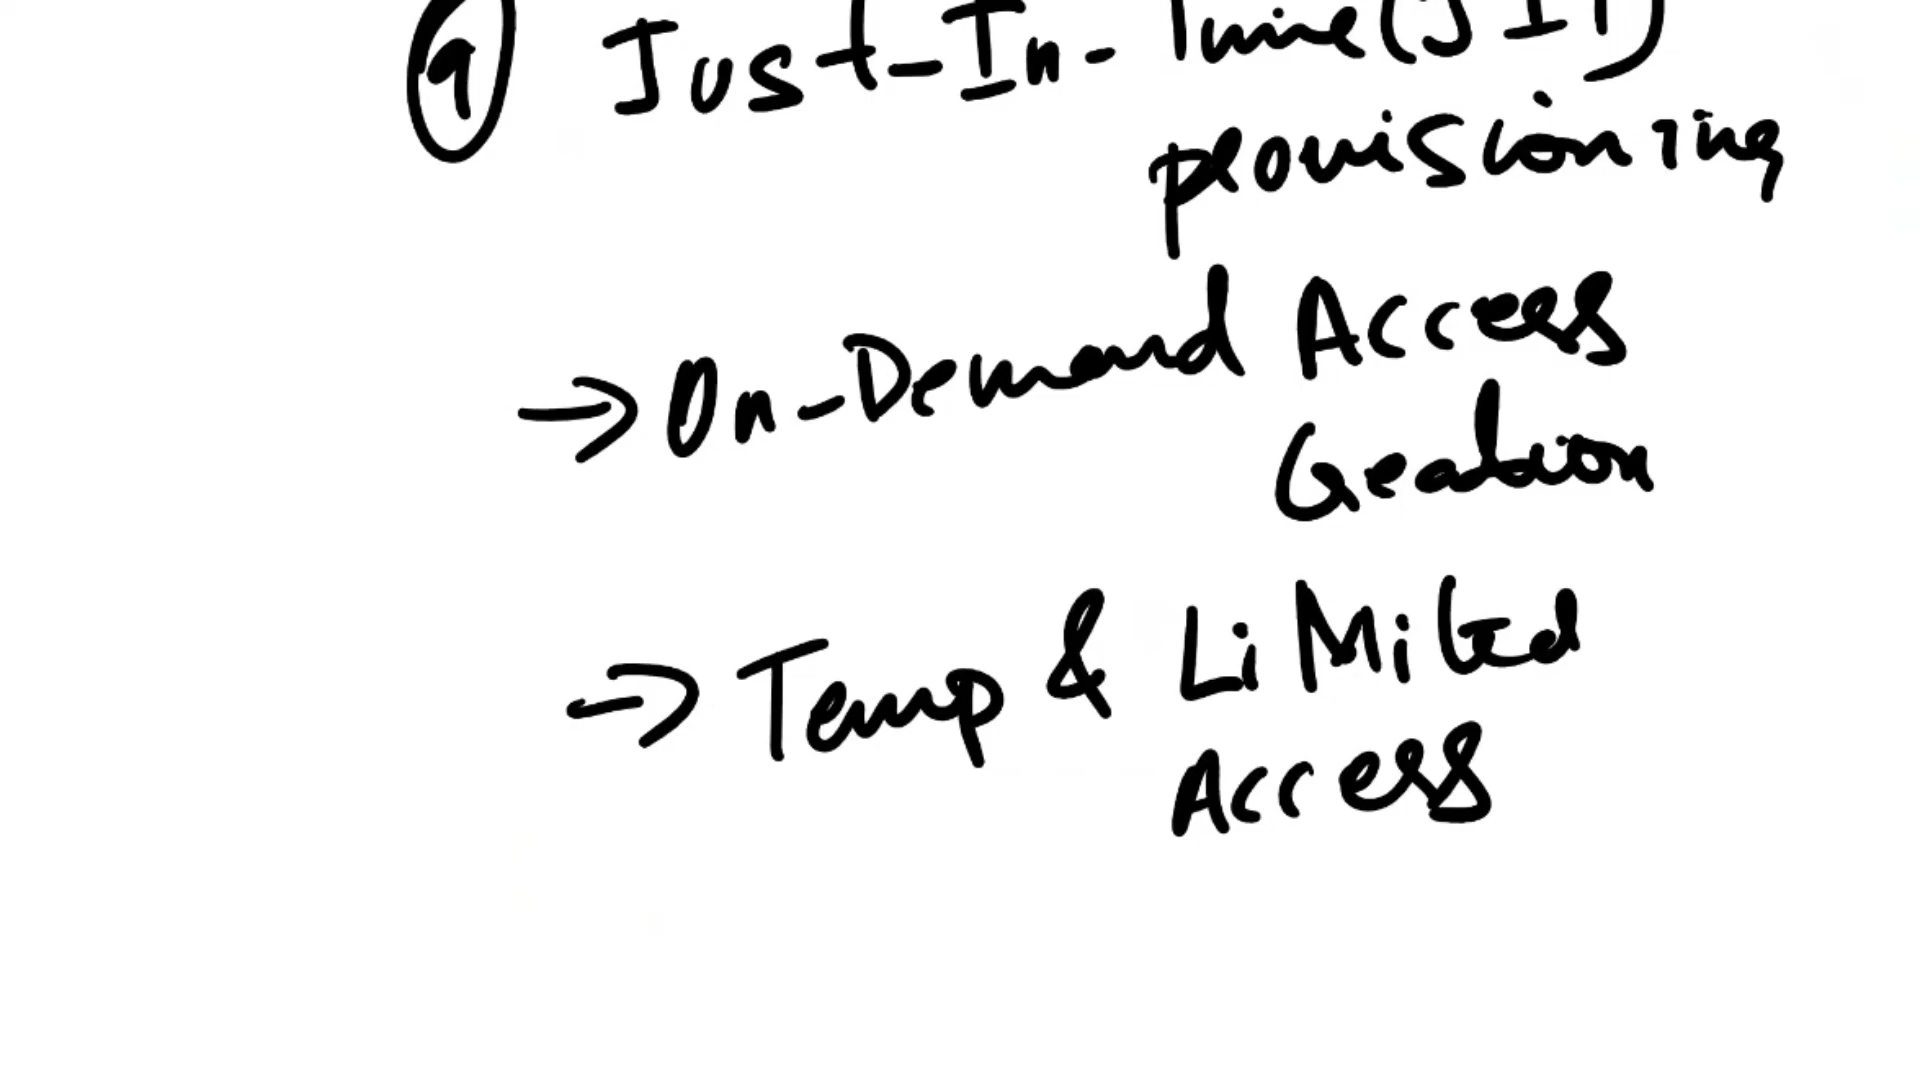 9 Just-In-Time (JIT)
provisioning
→ On-Demand Access
Creation
→ Temp & LiMited
Access